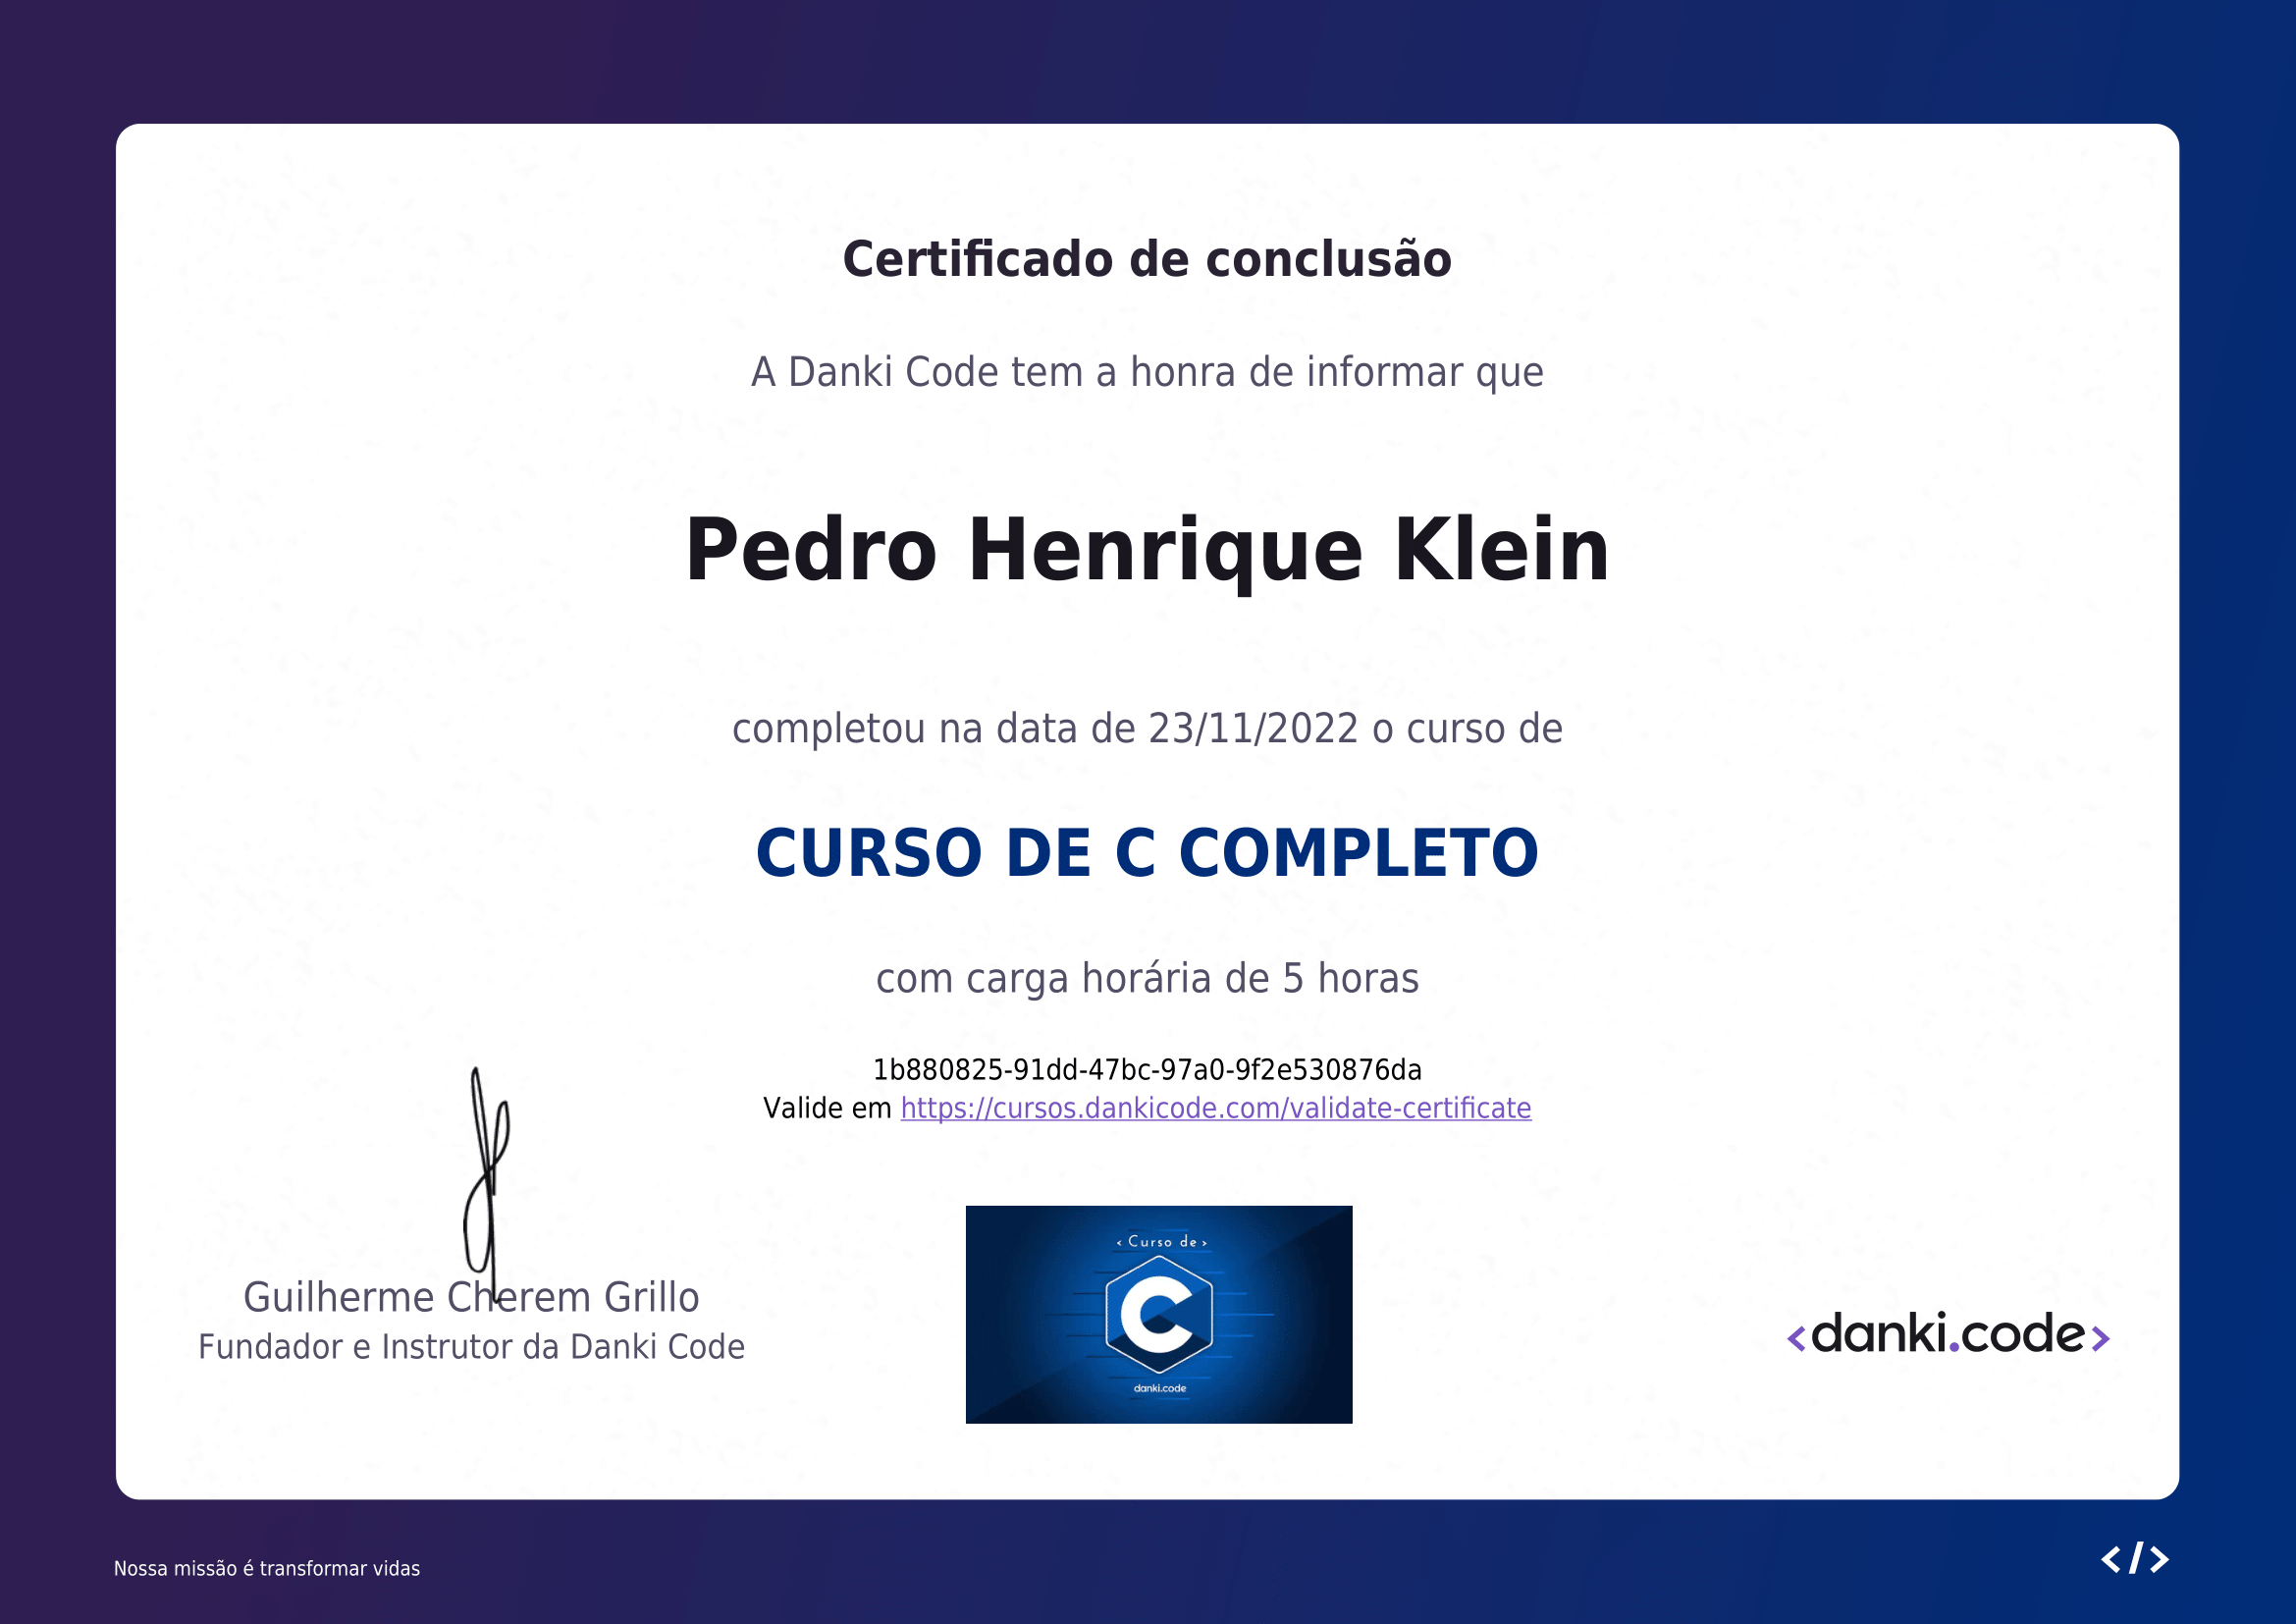 Certificado de conclusão
A Danki Code tem a honra de informar que
Pedro Henrique Klein
completou na data de 23/11/2022 o curso de
CURSO DE C COMPLETO
com carga horária de 5 horas
1b880825-91dd-47bc-97a0-9f2e530876da
Valide em https://cursos.dankicode.com/validate-certificate
Guilherme Cherem Grillo
Fundador e Instrutor da Danki Code
< Curso de >
C
danki.code
<danki.code>
Nossa missão é transformar vidas
</>